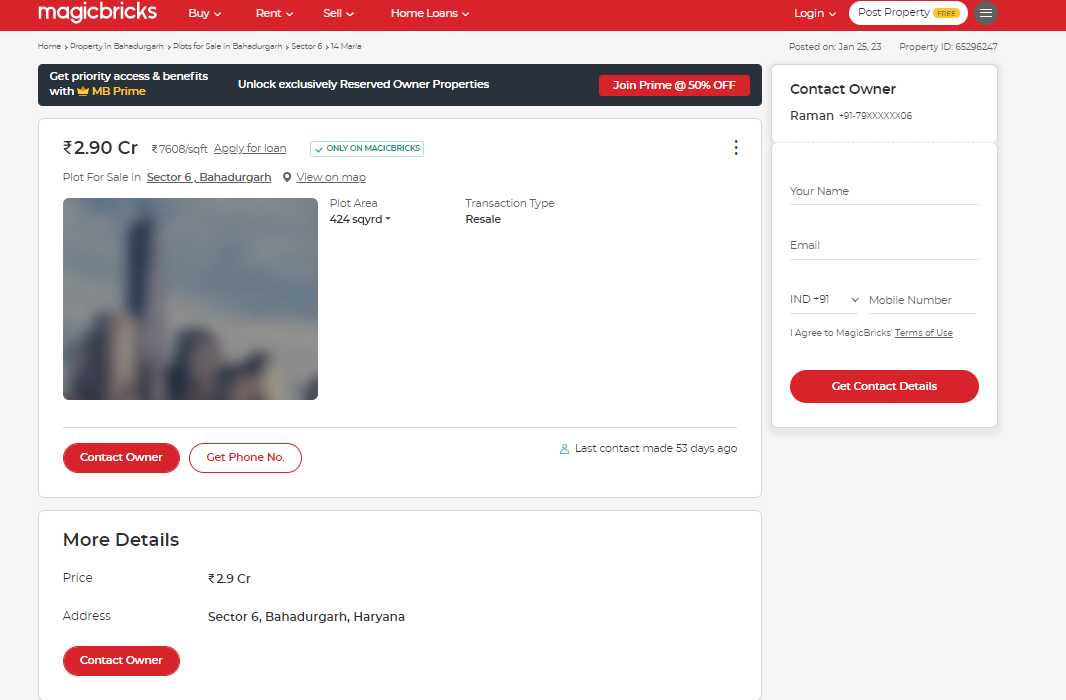 magicbricks Buy Rent Sell Home Loans Login Post Property FREE
Home › Property in Bahadurgarh › Plots for Sale in Bahadurgarh › Sector 6 › 14 Marla Posted on: Jan 25, 23 Property ID: 65296247
Get priority access & benefits
with MB Prime
Unlock exclusively Reserved Owner Properties
Join Prime @ 50% OFF
₹2.90 Cr ₹7608/sqft Apply for loan ONLY ON MAGICBRICKS
Plot For Sale in Sector 6 , Bahadurgarh View on map
Plot Area Transaction Type
424 sqyrd Resale
Contact Owner Get Phone No. Last contact made 53 days ago
More Details
Price ₹2.9 Cr
Address Sector 6, Bahadurgarh, Haryana
Contact Owner
Contact Owner
Raman +91-79XXXXXX06
Your Name
Email
IND +91 Mobile Number
I Agree to MagicBricks' Terms of Use
Get Contact Details